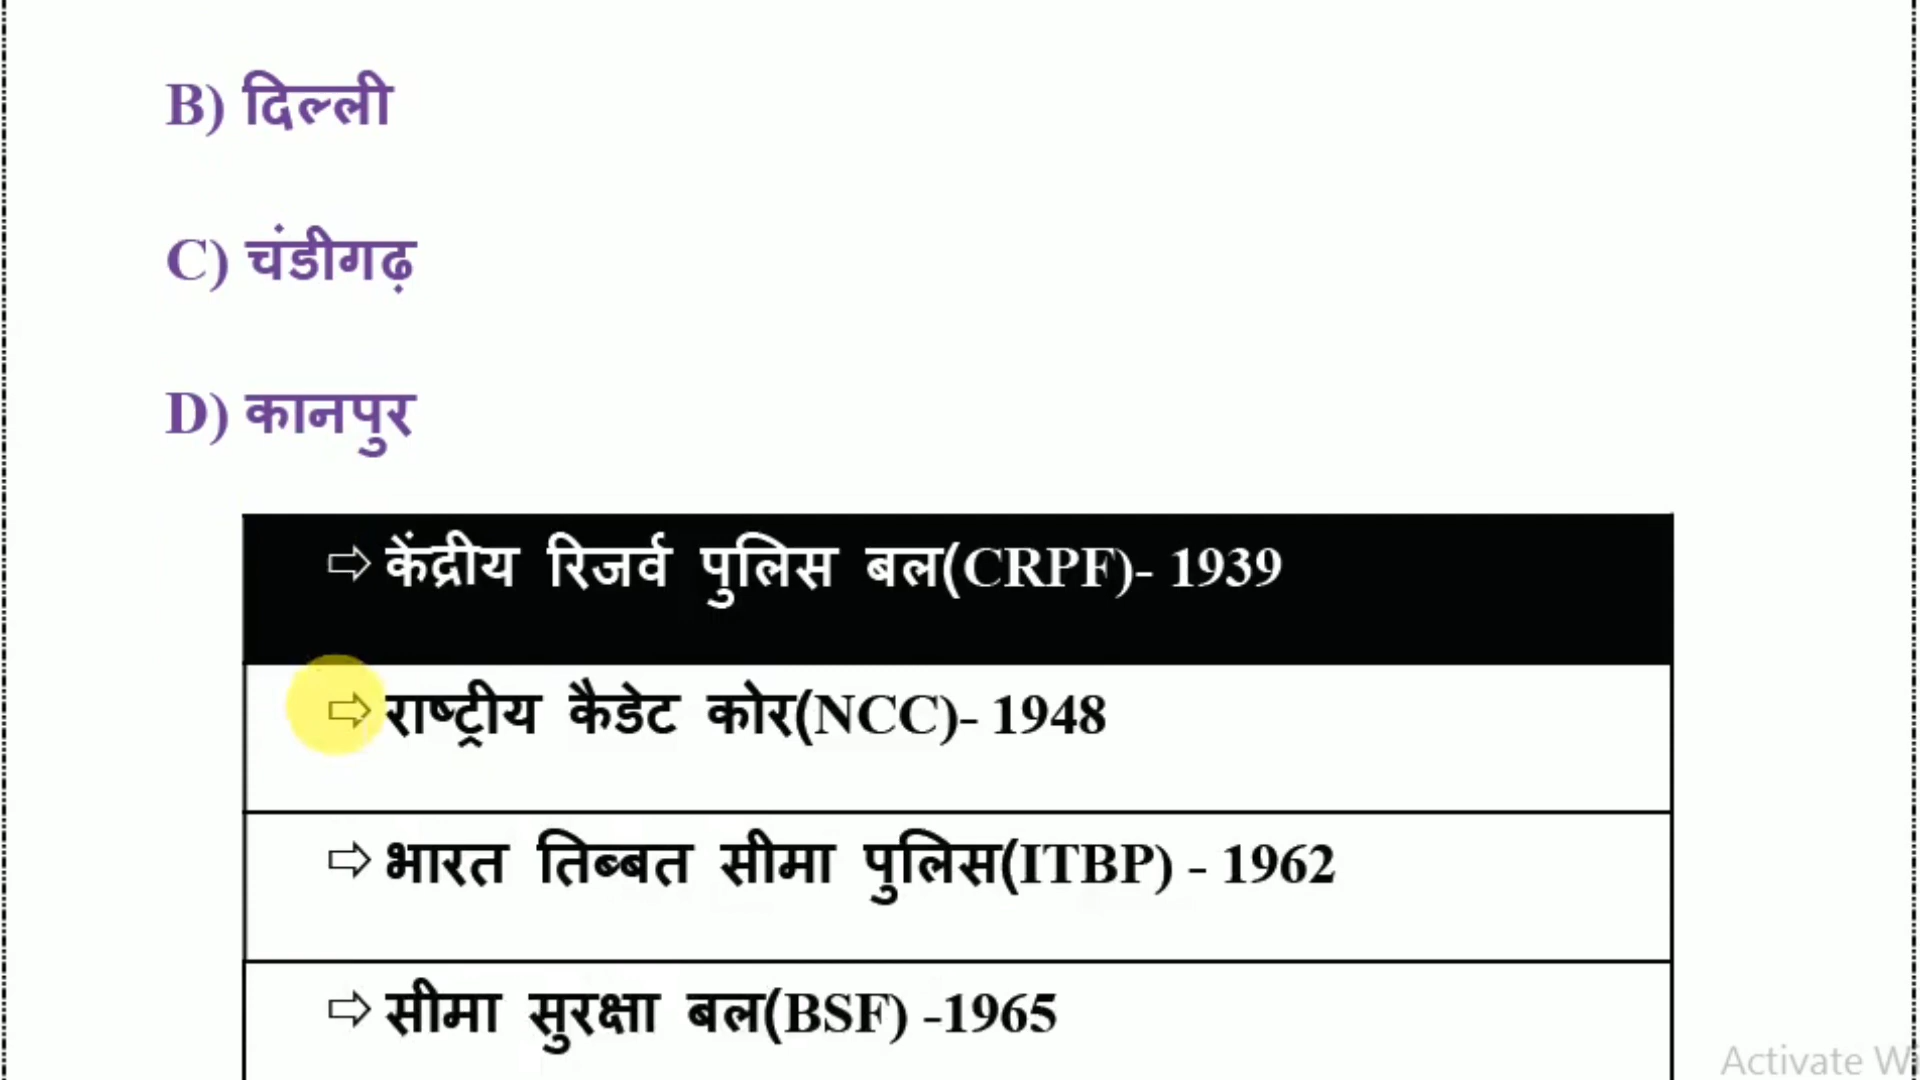 B) दिल्ली
C) चंडीगढ़
D) कानपुर
⇨ केंद्रीय रिजर्व पुलिस बल(CRPF)- 1939
⇨ राष्ट्रीय कैडेट कोर(NCC)- 1948
⇨ भारत तिब्बत सीमा पुलिस(ITBP) - 1962
⇨ सीमा सुरक्षा बल(BSF) -1965
Activate